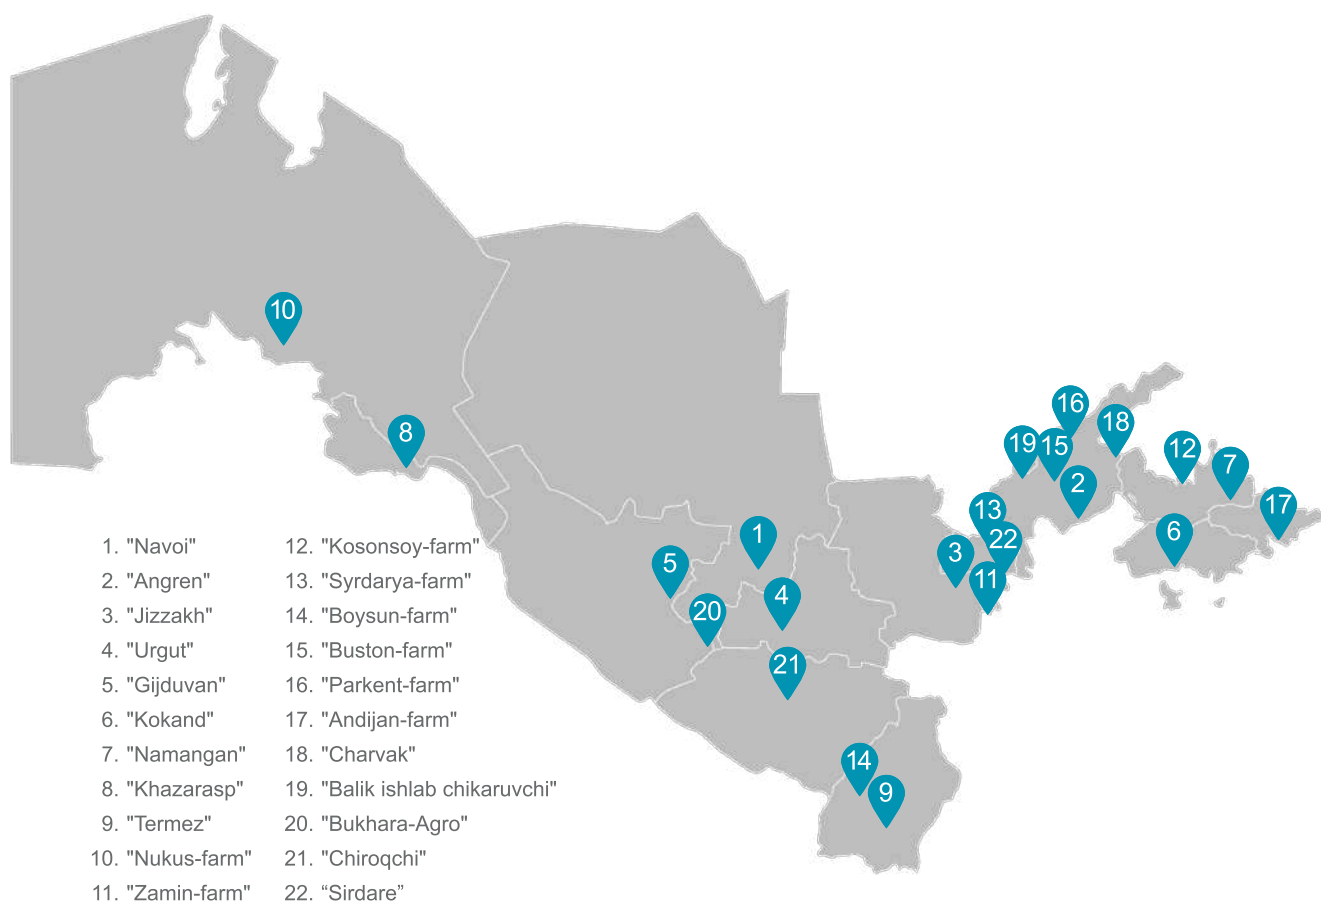 10
16
8
18
19
15
12
7
2
17
13
1
6
22
3
5
11
4
20
21
14
9
1. "Navoi"
2. "Angren"
3. "Jizzakh"
4. "Urgut"
5. "Gijduvan"
6. "Kokand"
7. "Namangan"
8. "Khazarasp"
9. "Termez"
10. "Nukus-farm"
11. "Zamin-farm"
12. "Kosonsoy-farm"
13. "Syrdarya-farm"
14. "Boysun-farm"
15. "Buston-farm"
16. "Parkent-farm"
17. "Andijan-farm"
18. "Charvak"
19. "Balik ishlab chikaruvchi"
20. "Bukhara-Agro"
21. "Chiroqchi"
22. “Sirdare”